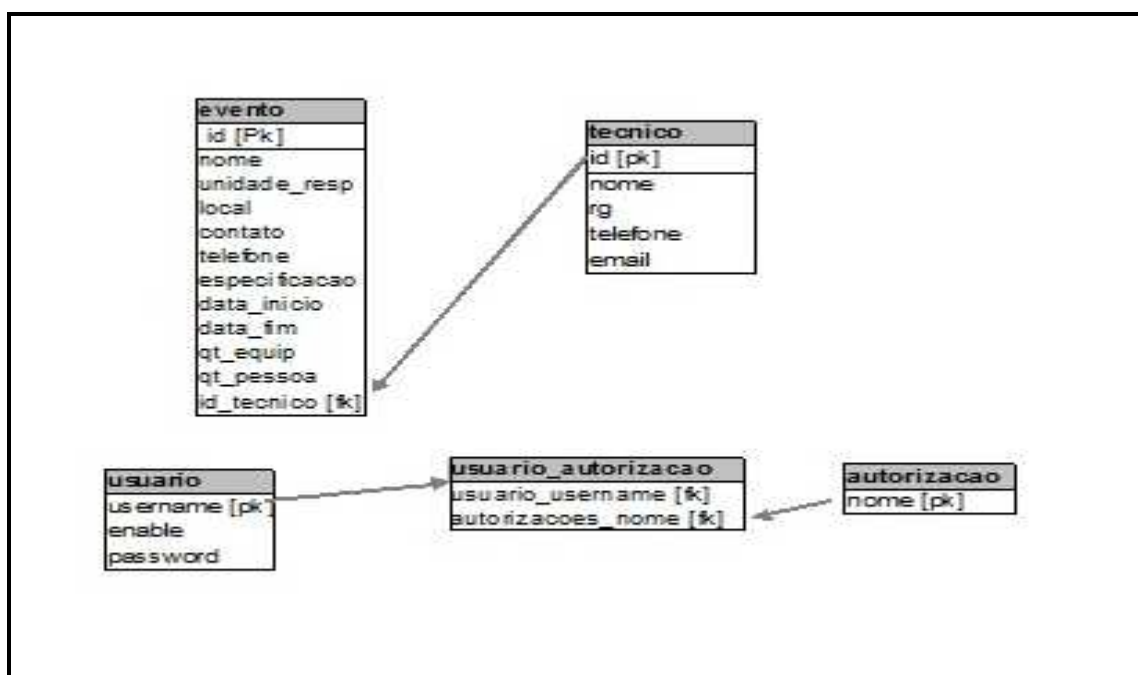 evento
id [Pk]
nome
unidade_resp
local
contato
telefone
especificacao
data_inicio
data_fim
qt_equip
qt_pessoa
id_tecnico [fk]
tecnico
id [pk]
nome
rg
telefone
email
usuario
username [pk]
enable
password
usuario_autorizacao
usuario_username [fk]
autorizacoes_nome [fk]
autorizacao
nome [pk]